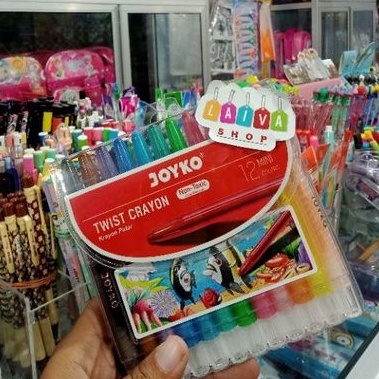 LAIVA
SHOP
JOYKO®
Non-Toxic
12 MINI
TWIST CRAYON
Krayon Putar